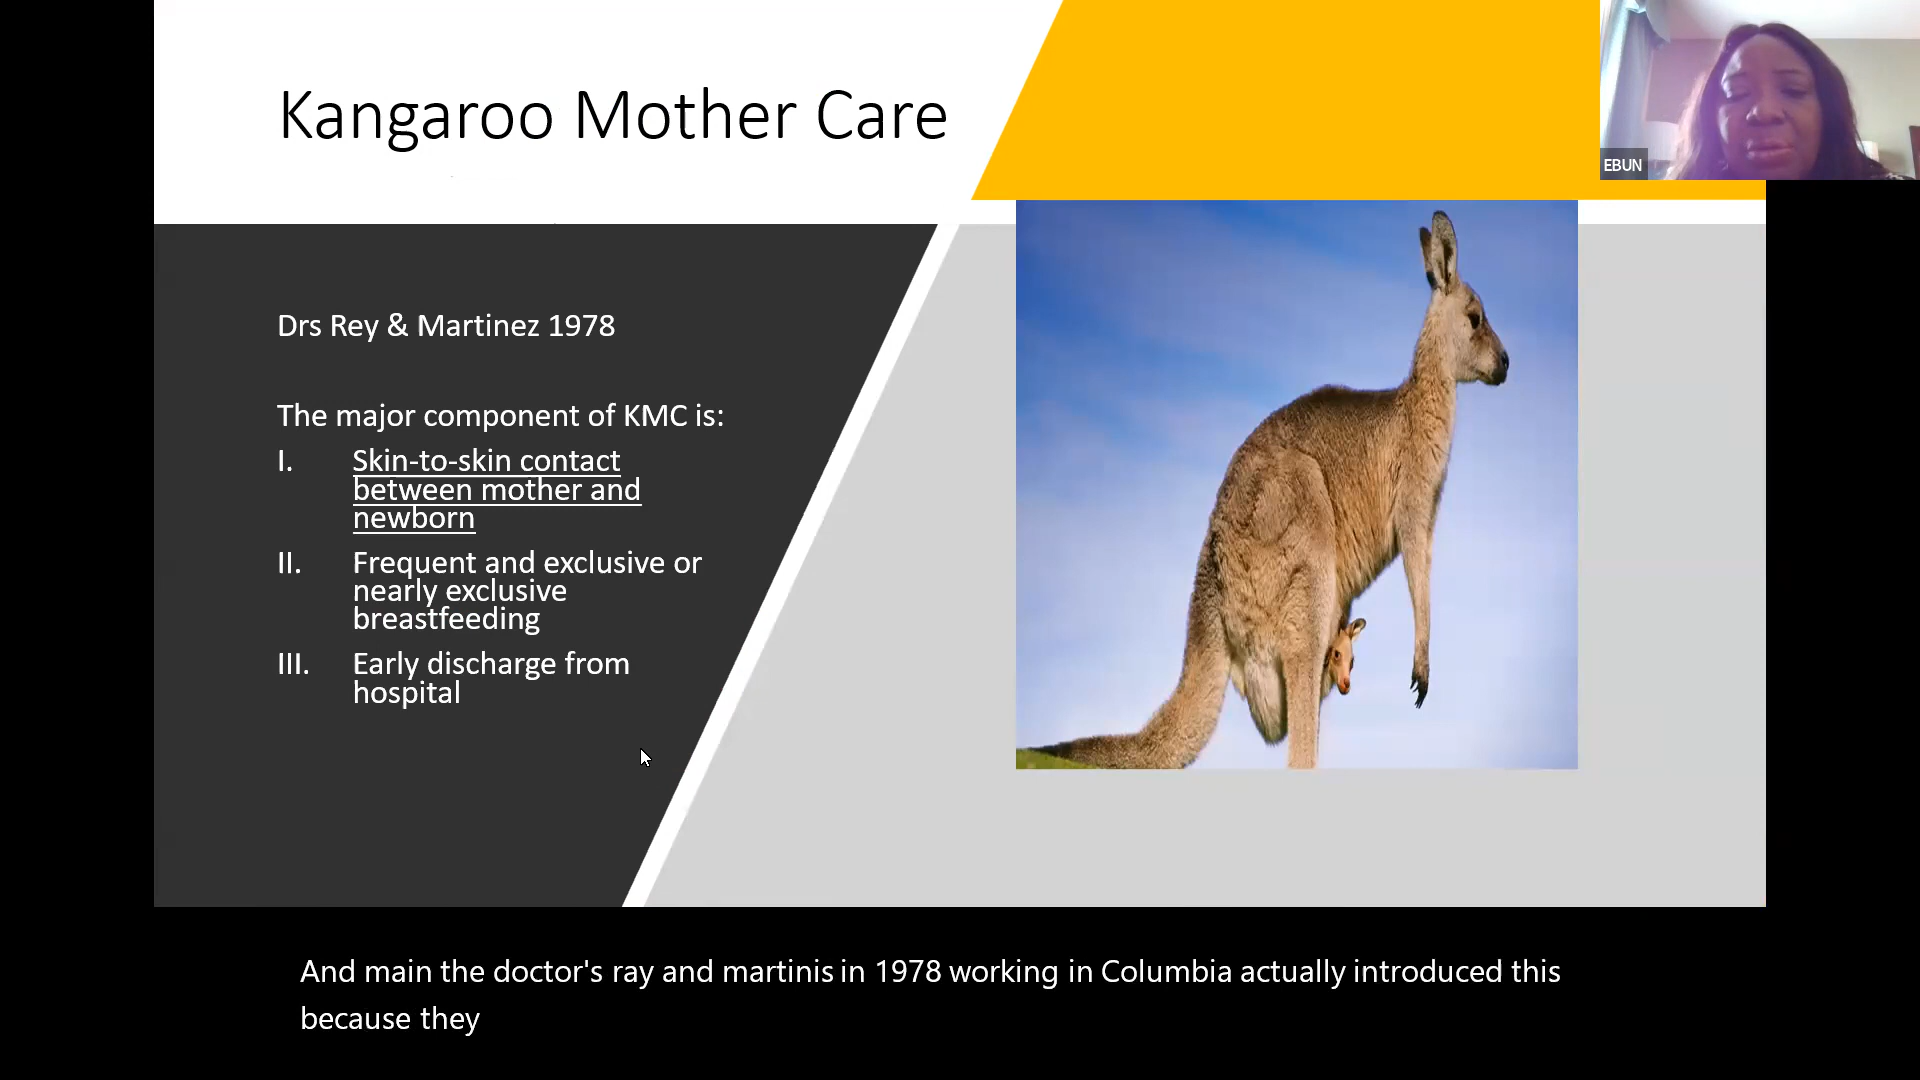 Kangaroo Mother Care
EBUN
Drs Rey & Martinez 1978
The major component of KMC is:
I. Skin-to-skin contact
between mother and
newborn
II. Frequent and exclusive or
nearly exclusive
breastfeeding
III. Early discharge from
hospital
And main the doctor's ray and martinis in 1978 working in Columbia actually introduced this
because they